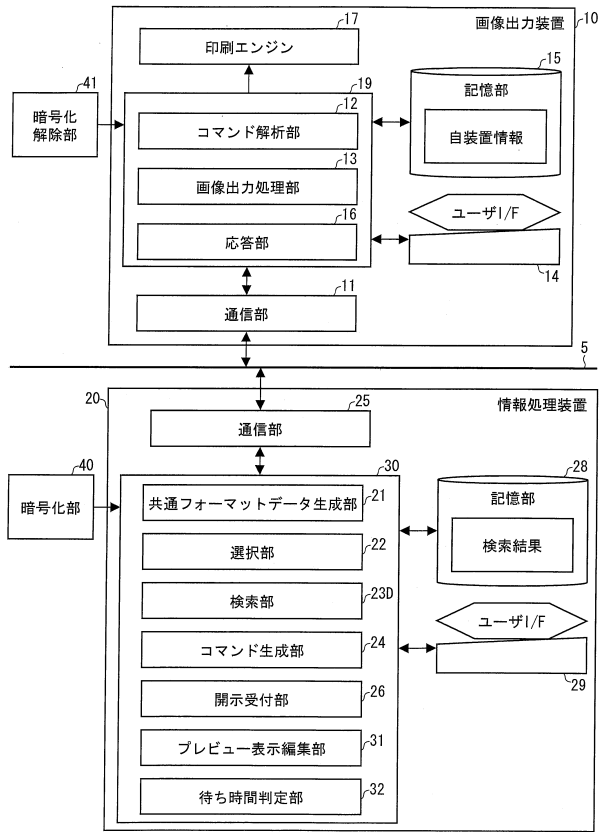 画像出力装置
10
17
印刷エンジン
41
暗号化
解除部
19
12
コマンド解析部
13
画像出力処理部
16
応答部
15
記憶部
自装置情報
ユーザI/F
14
11
通信部
5
20
情報処理装置
25
通信部
40
暗号化部
30
共通フォーマットデータ生成部
21
選択部
22
検索部
23D
コマンド生成部
24
開示受付部
26
プレビュー表示編集部
31
待ち時間判定部
32
28
記憶部
検索結果
ユーザI/F
29